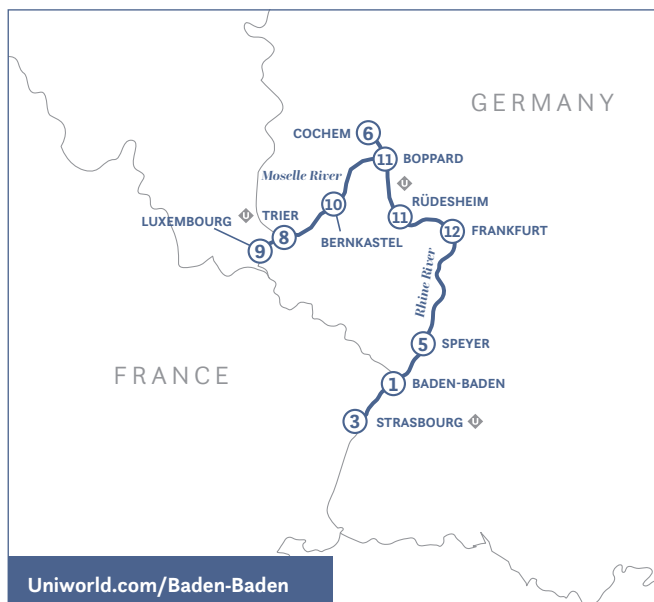 GERMANY
COCHEM 6
11 BOPPARD
Moselle River
U
RÜDESHEIM
11
U TRIER
LUXEMBOURG
10
BERNKASTEL
12 FRANKFURT
8
9
Rhine River
5 SPEYER
FRANCE
1 BADEN-BADEN
3 STRASBOURG U
Uniworld.com/Baden-Baden